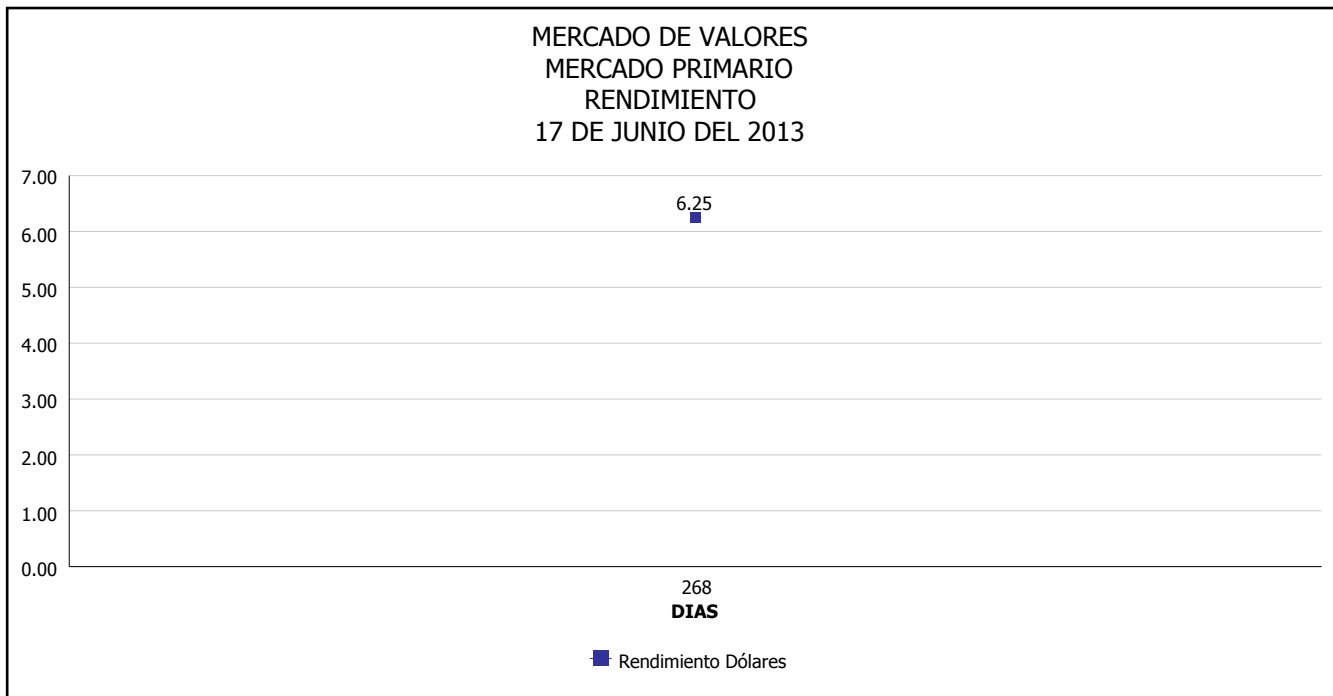 MERCADO DE VALORES
MERCADO PRIMARIO
RENDIMIENTO
17 DE JUNIO DEL 2013
7.00
6.25
6.00
5.00
4.00
3.00
2.00
1.00
0.00
268
DIAS
Rendimiento Dólares